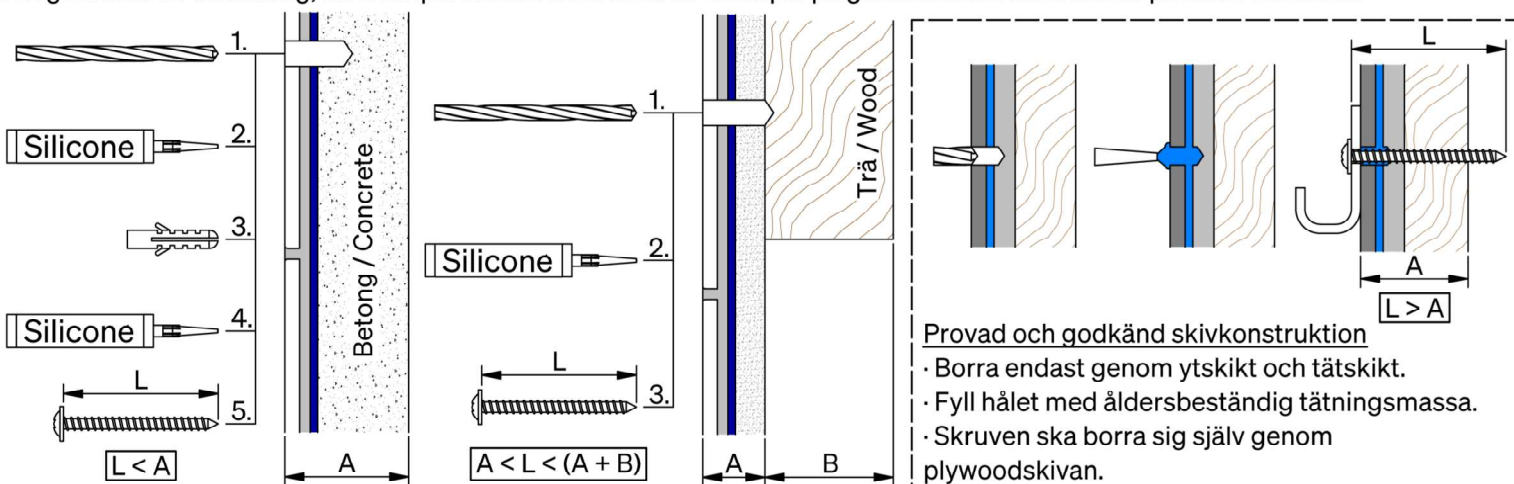 1.
Silicone
2.
3.
Silicone
4.
L
5.
L < A
A
Betong / Concrete
1.
Silicone
2.
L
3.
A < L < (A + B)
A
B
Trä / Wood
L
A
L > A
Provad och godkänd skivkonstruktion
· Borra endast genom ytskikt och tätskikt.
· Fyll hålet med åldersbeständig tätningsmassa.
· Skruven ska borra sig själv genom
plywoodskivan.